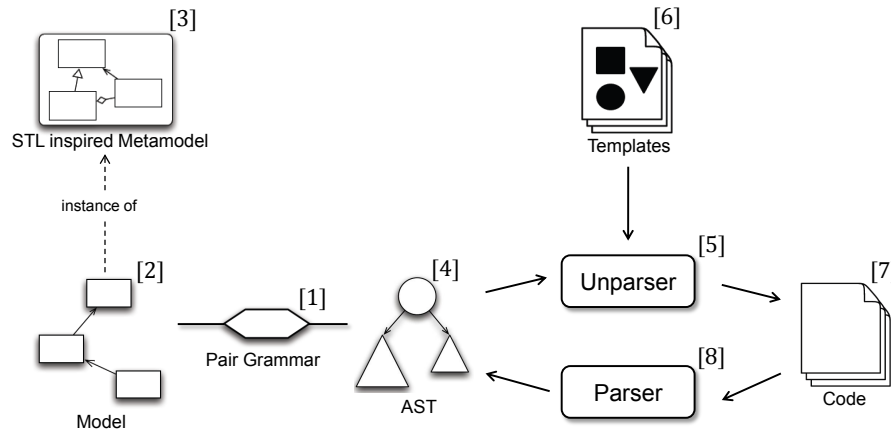 [3]
STL inspired Metamodel
instance of
[2]
Model
[1]
Pair Grammar
[4]
AST
[6]
Templates
[5]
Unparser
[8]
Parser
[7
Code